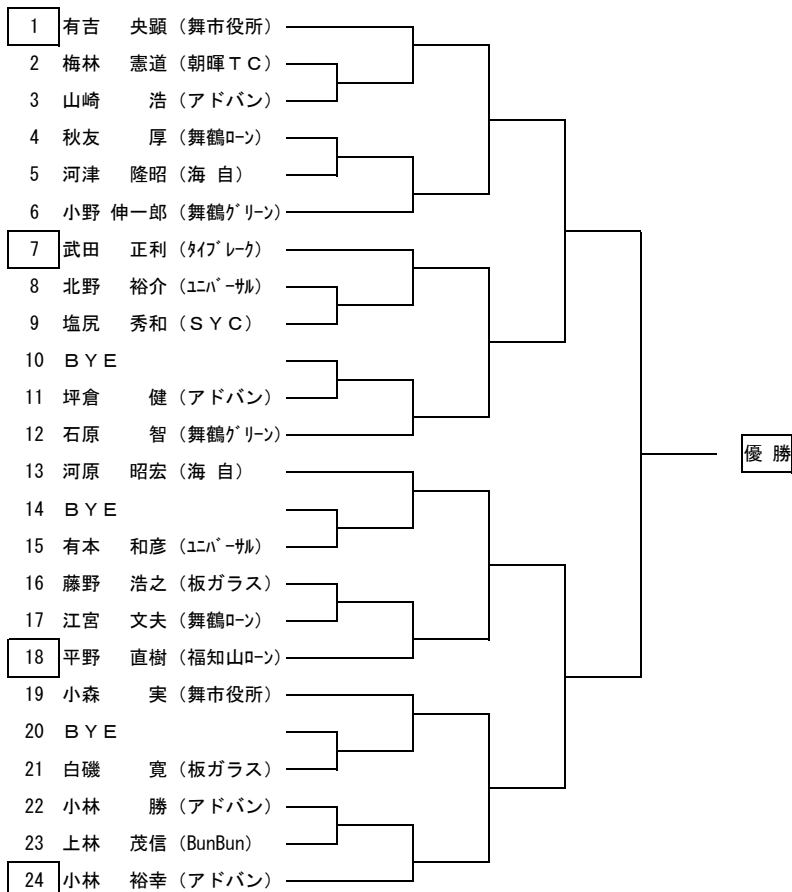 1 有吉 央顕 (舞市役所)
2 梅林 憲道 (朝暉TC)
3 山崎 浩 (アドバン)
4 秋友 厚 (舞鶴ﾛｰﾝ)
5 河津 隆昭 (海 自)
6 小野 伸一郎 (舞鶴ｸﾞﾘｰﾝ)
7 武田 正利 (ﾀｲﾌﾞﾚｰｸ)
8 北野 裕介 (ﾕﾆﾊﾞｰｻﾙ)
9 塩尻 秀和 (SYC)
10 BYE
11 坪倉 健 (アドバン)
12 石原 智 (舞鶴ｸﾞﾘｰﾝ)
13 河原 昭宏 (海 自)
優 勝
14 BYE
15 有本 和彦 (ﾕﾆﾊﾞｰｻﾙ)
16 藤野 浩之 (板ガラス)
17 江宮 文夫 (舞鶴ﾛｰﾝ)
18 平野 直樹 (福知山ﾛｰﾝ)
19 小森 実 (舞市役所)
20 BYE
21 白磯 寛 (板ガラス)
22 小林 勝 (アドバン)
23 上林 茂信 (BunBun)
24 小林 裕幸 (アドバン)